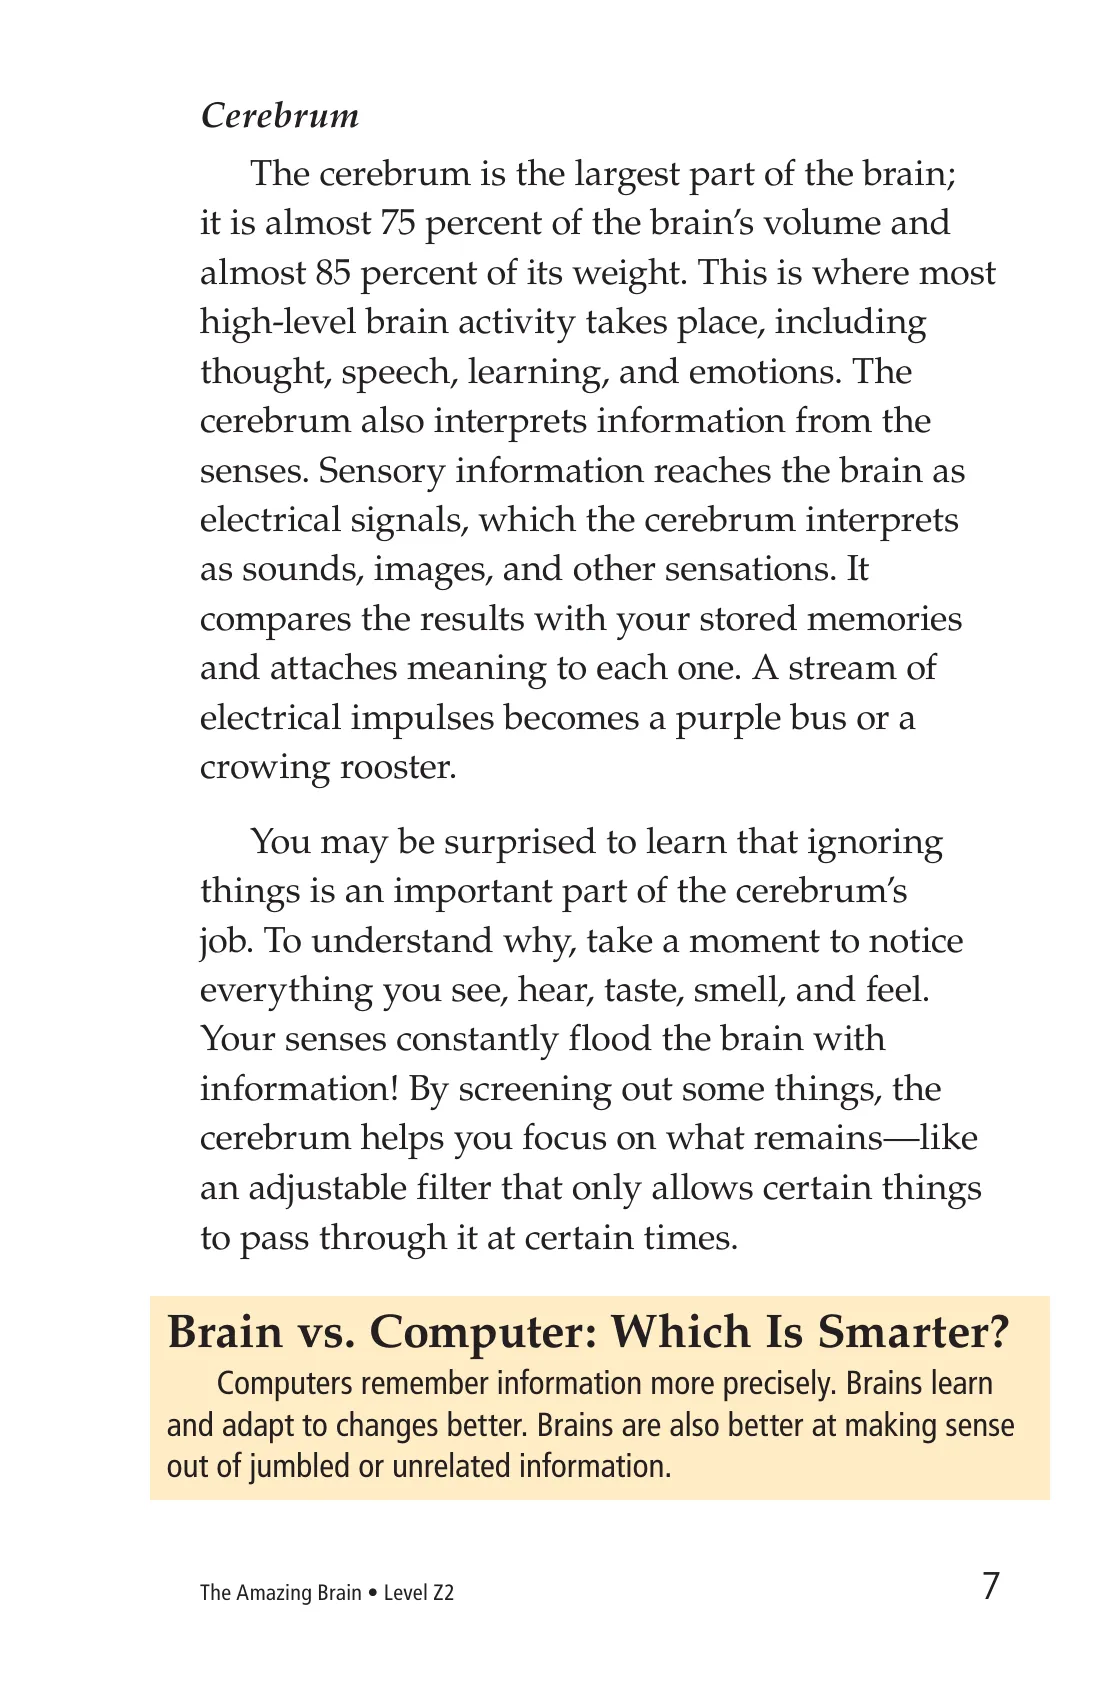 Cerebrum
The cerebrum is the largest part of the brain;
it is almost 75 percent of the brain’s volume and
almost 85 percent of its weight. This is where most
high-level brain activity takes place, including
thought, speech, learning, and emotions. The
cerebrum also interprets information from the
senses. Sensory information reaches the brain as
electrical signals, which the cerebrum interprets
as sounds, images, and other sensations. It
compares the results with your stored memories
and attaches meaning to each one. A stream of
electrical impulses becomes a purple bus or a
crowing rooster.
You may be surprised to learn that ignoring
things is an important part of the cerebrum’s
job. To understand why, take a moment to notice
everything you see, hear, taste, smell, and feel.
Your senses constantly flood the brain with
information! By screening out some things, the
cerebrum helps you focus on what remains—like
an adjustable filter that only allows certain things
to pass through it at certain times.
Brain vs. Computer: Which Is Smarter?
Computers remember information more precisely. Brains learn
and adapt to changes better. Brains are also better at making sense
out of jumbled or unrelated information.
The Amazing Brain • Level Z2
7